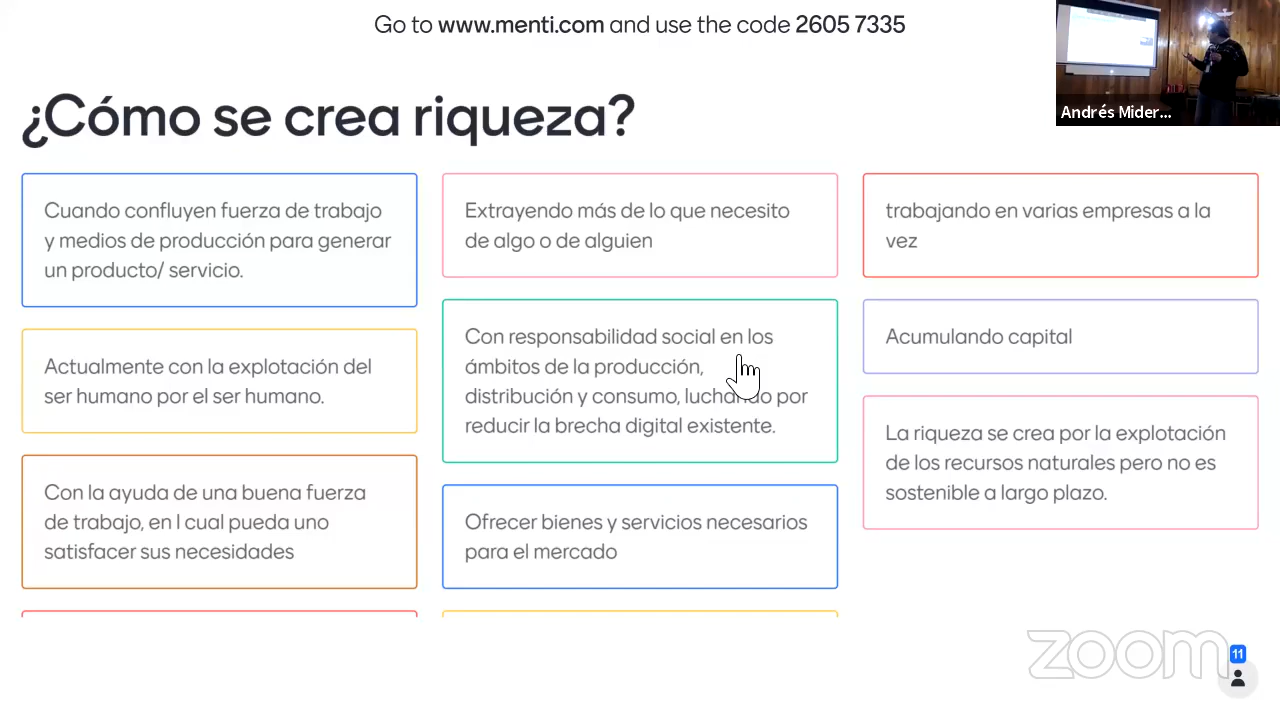 Go to www.menti.com and use the code 2605 7335
Andrés Mider...
¿Cómo se crea riqueza?
Cuando confluyen fuerza de trabajo
y medios de producción para generar
un producto/ servicio.
Actualmente con la explotación del
ser humano por el ser humano.
Con la ayuda de una buena fuerza
de trabajo, en l cual pueda uno
satisfacer sus necesidades
Extrayendo más de lo que necesito
de algo o de alguien
Con responsabilidad social en los
ámbitos de la producción,
distribución y consumo, luchando por
reducir la brecha digital existente.
Ofrecer bienes y servicios necesarios
para el mercado
trabajando en varias empresas a la
vez
Acumulando capital
La riqueza se crea por la explotación
de los recursos naturales pero no es
sostenible a largo plazo.
zoom
11